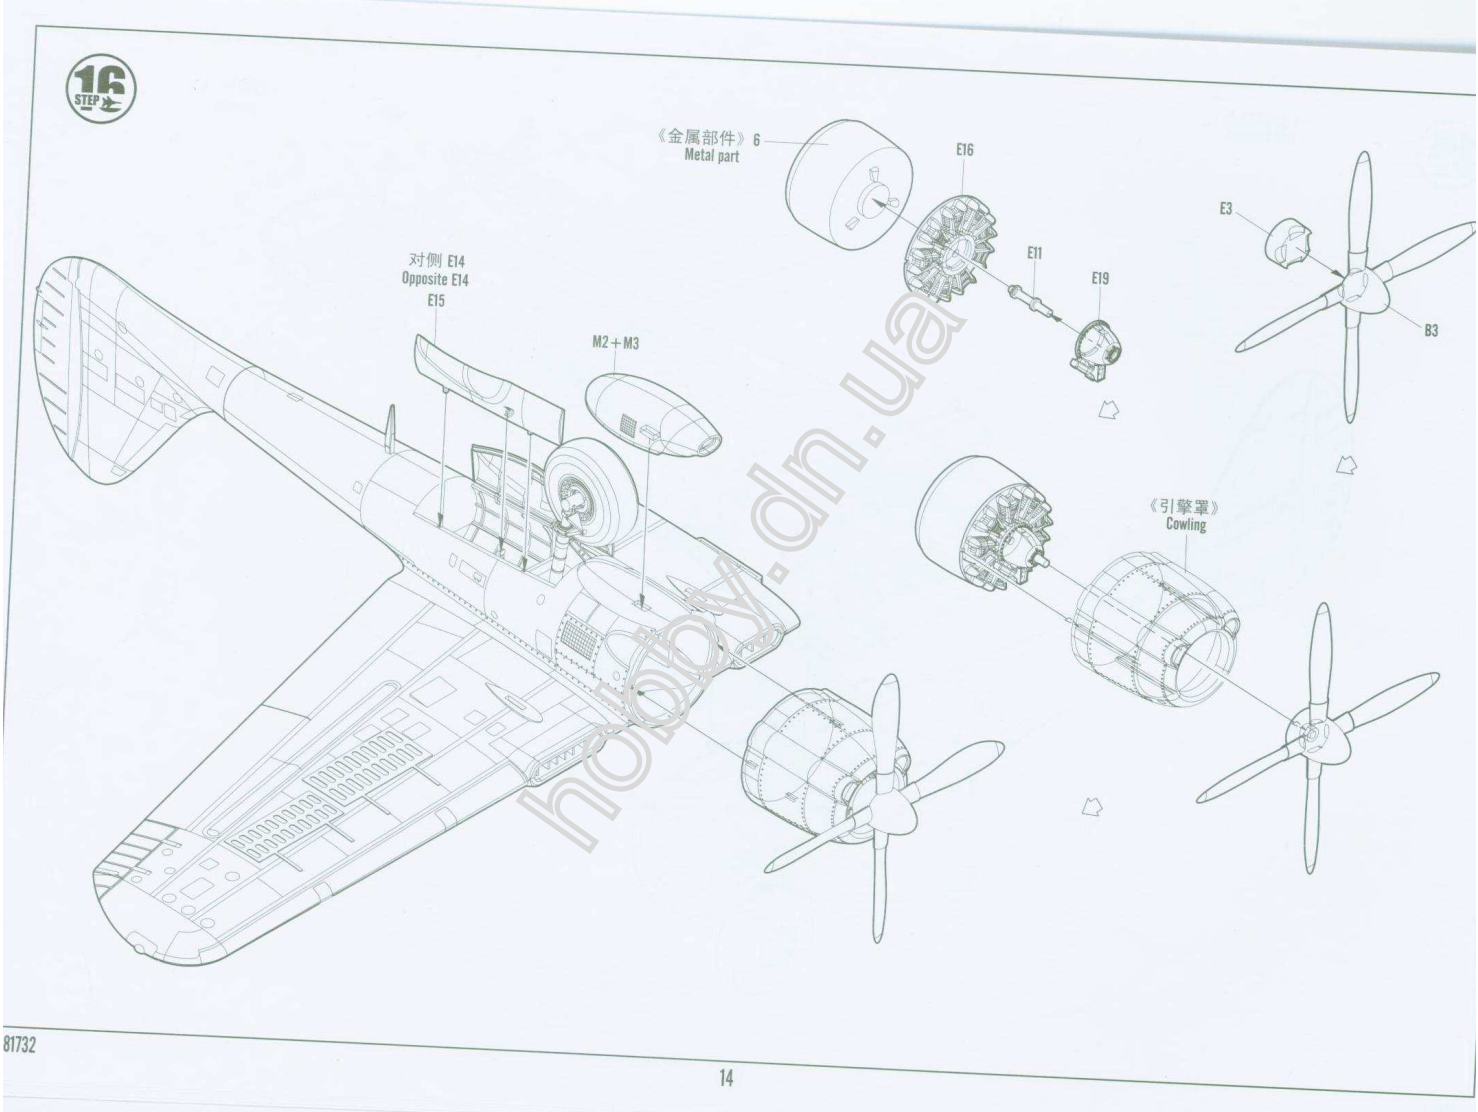 16
STEP
《金属部件》6
Metal part
E16
E3
E11
E19
B3
对侧 E14
Opposite E14
E15
M2+M3
《引擎罩》
Cowling
hobby.dn.ua
81732
14